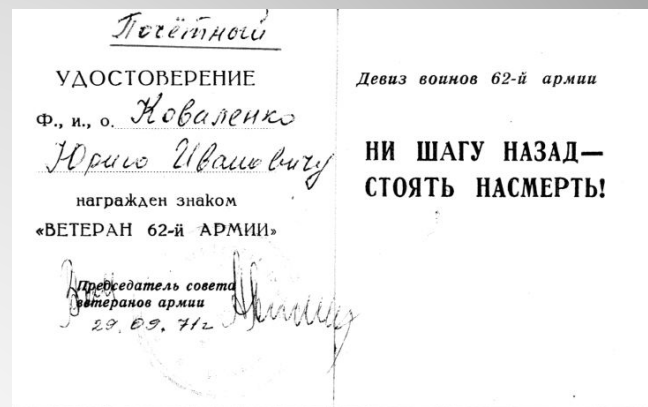 Почётный
УДОСТОВЕРЕНИЕ
Ф., и., о. Коваленко
Юрию Ивановичу
награжден знаком
«ВЕТЕРАН 62-й АРМИИ»
Председатель совета
ветеранов армии
29.09.71г
Девиз воинов 62-й армии
НИ ШАГУ НАЗАД—
СТОЯТЬ НАСМЕРТЬ!